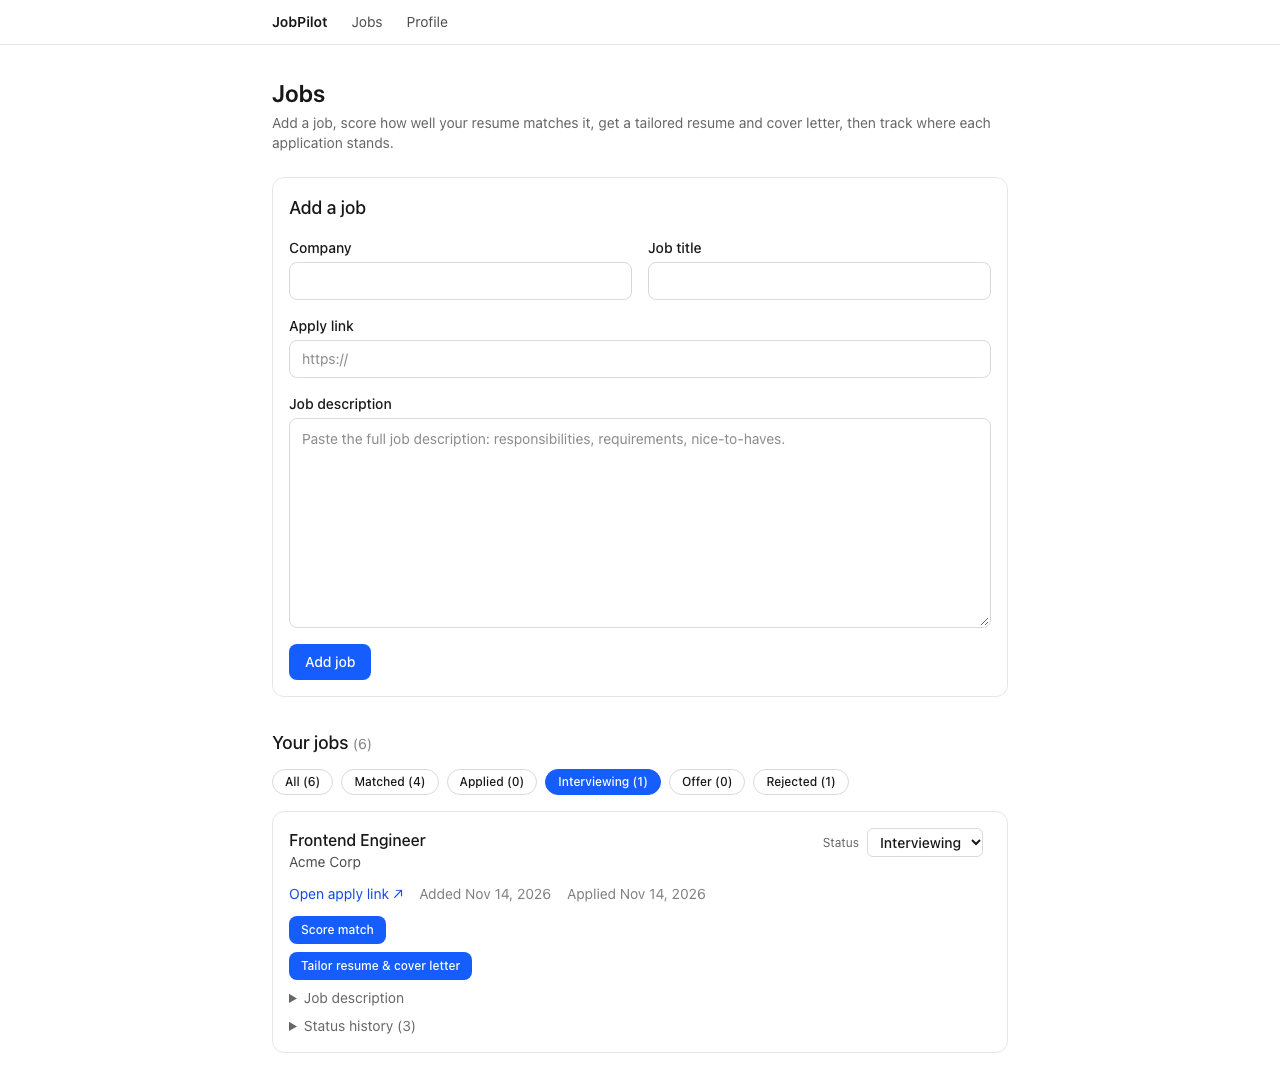 JobPilot Jobs Profile
Jobs
Add a job, score how well your resume matches it, get a tailored resume and cover letter, then track where each
application stands.
Add a job
Company Job title
Apply link
https://
Job description
Paste the full job description: responsibilities, requirements, nice-to-haves.
Add job
Your jobs (6)
All (6) Matched (4) Applied (0) Interviewing (1) Offer (0) Rejected (1)
Frontend Engineer Status Interviewing
Acme Corp
Open apply link ↗ Added Nov 14, 2026 Applied Nov 14, 2026
Score match
Tailor resume & cover letter
Job description
Status history (3)